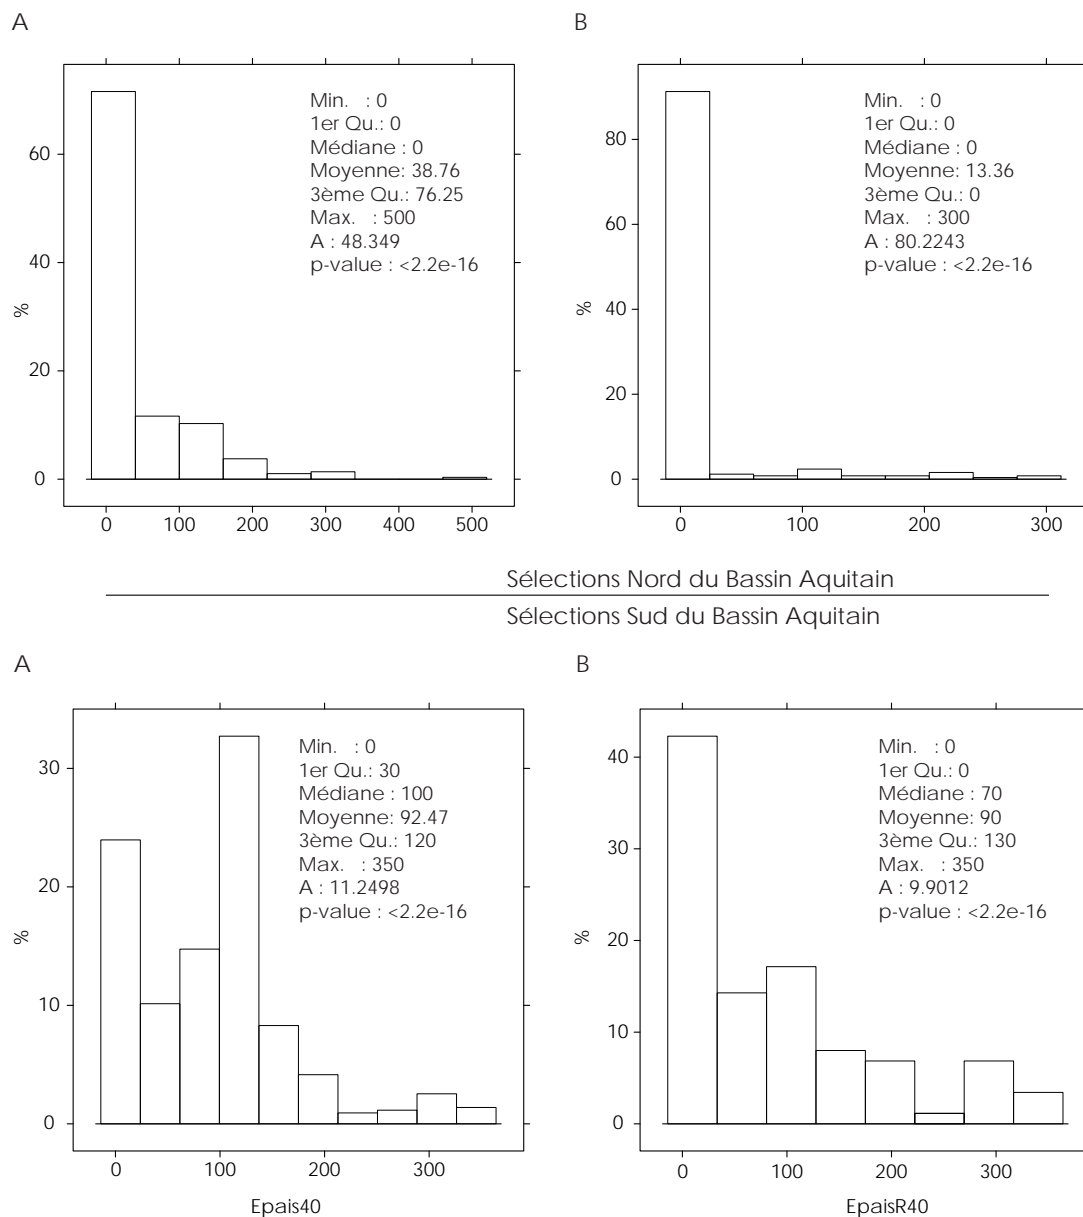 A
B
Min. : 0
1er Qu.: 0
Médiane : 0
Moyenne: 38.76
3ème Qu.: 76.25
Max. : 500
A : 48.349
p-value : <2.2e-16
%
60
40
20
0
0 100 200 300 400 500
Min. : 0
1er Qu.: 0
Médiane : 0
Moyenne: 13.36
3ème Qu.: 0
Max. : 300
A : 80.2243
p-value : <2.2e-16
%
80
60
40
20
0
0 100 200 300
Sélections Nord du Bassin Aquitain
Sélections Sud du Bassin Aquitain
A
B
Min. : 0
1er Qu.: 30
Médiane : 100
Moyenne: 92.47
3ème Qu.: 120
Max. : 350
A : 11.2498
p-value : <2.2e-16
%
30
20
10
0
0 100 200 300
Epais40
Min. : 0
1er Qu.: 0
Médiane : 70
Moyenne: 90
3ème Qu.: 130
Max. : 350
A : 9.9012
p-value : <2.2e-16
%
40
30
20
10
0
0 100 200 300
EpaisR40